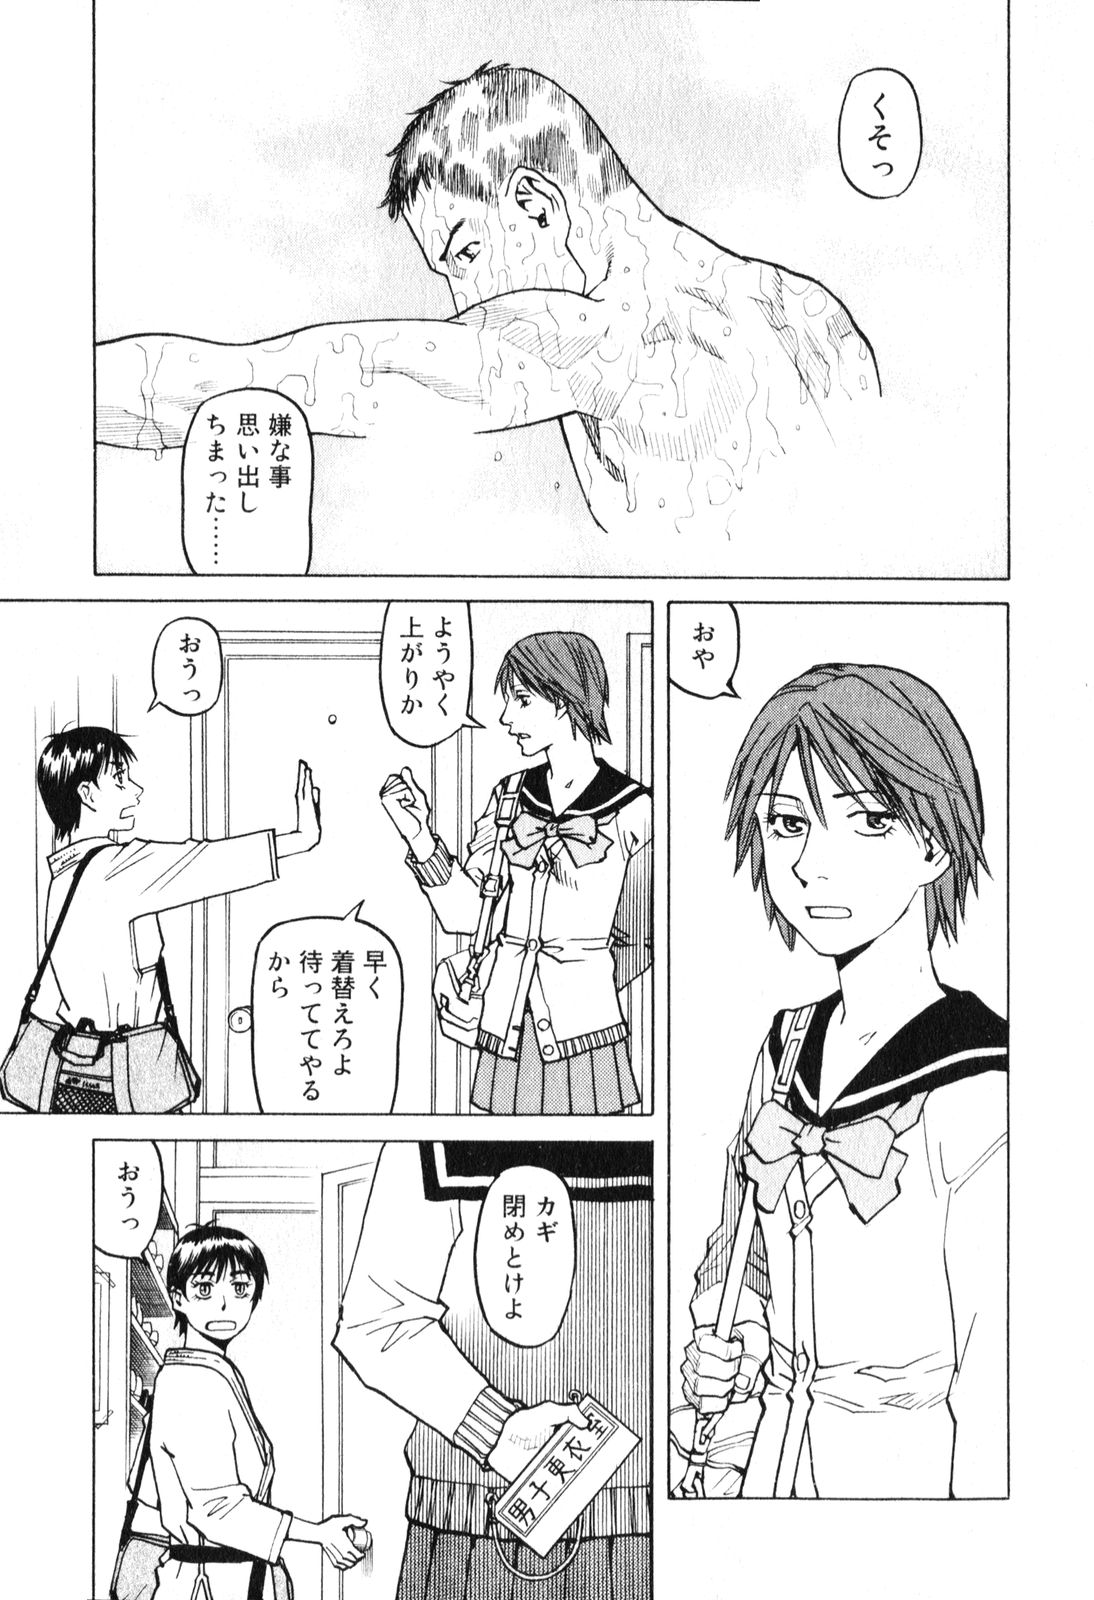 くそっ
嫌な事
思い出し
ちまった……
おや
ようやく
上がりか
おうっ
早く
着替えろよ
待っててやる
から
カギ
閉めとけよ
男子更衣室
おうっ